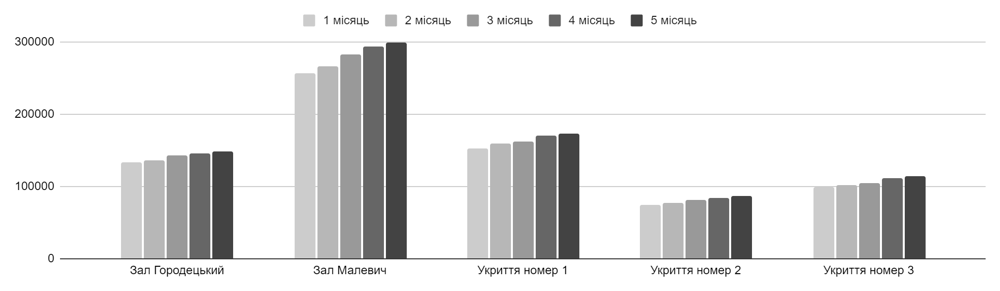 1 місяць 2 місяць 3 місяць 4 місяць 5 місяць
300000
200000
100000
0
Зал Городецький Зал Малевич Укриття номер 1 Укриття номер 2 Укриття номер 3